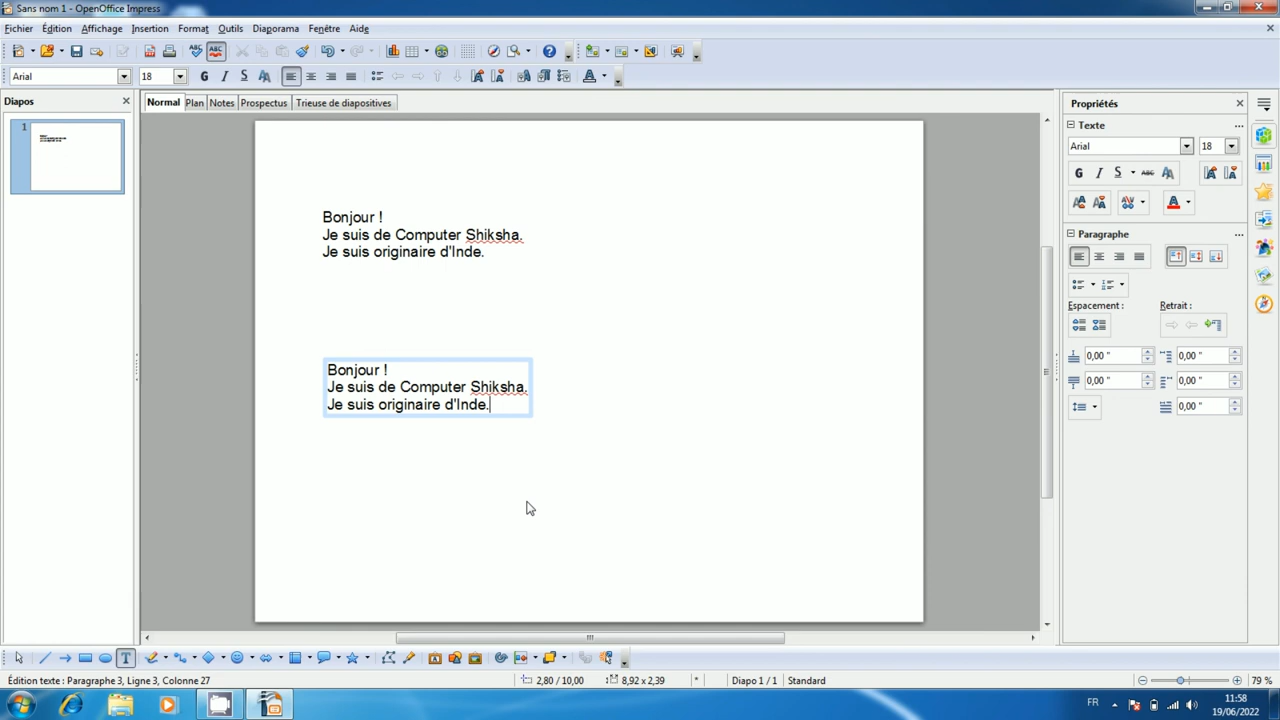 Sans nom 1 - OpenOffice Impress
Fichier Édition Affichage Insertion Format Outils Diaporama Fenêtre Aide
Arial 18
Diapos
Normal Plan Notes Prospectus Trieuse de diapositives
Propriétés
Texte
Arial 18
Paragraphe
Espacement : Retrait :
0,00 " 0,00 "
0,00 " 0,00 "
0,00 "
1
Bonjour !
Je suis de Computer Shiksha.
Je suis originaire d'Inde.
Bonjour !
Je suis de Computer Shiksha.
Je suis originaire d'Inde.
Édition texte : Paragraphe 3, Ligne 3, Colonne 27 2,80 / 10,00 8,92 x 2,39 * Diapo 1 / 1 Standard 79 %
FR 11:58
19/06/2022